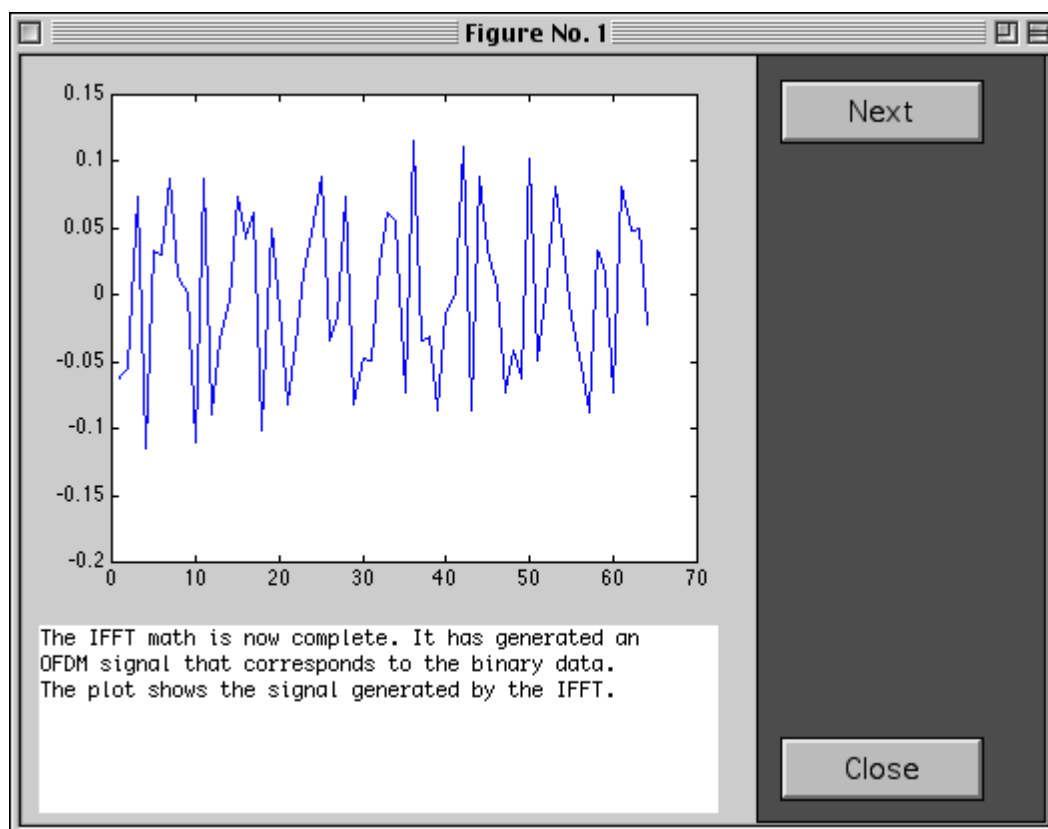 Figure No. 1
Next
0.15
0.1
0.05
0
-0.05
-0.1
-0.15
-0.2
0 10 20 30 40 50 60 70
The IFFT math is now complete. It has generated an
OFDM signal that corresponds to the binary data.
The plot shows the signal generated by the IFFT.
Close